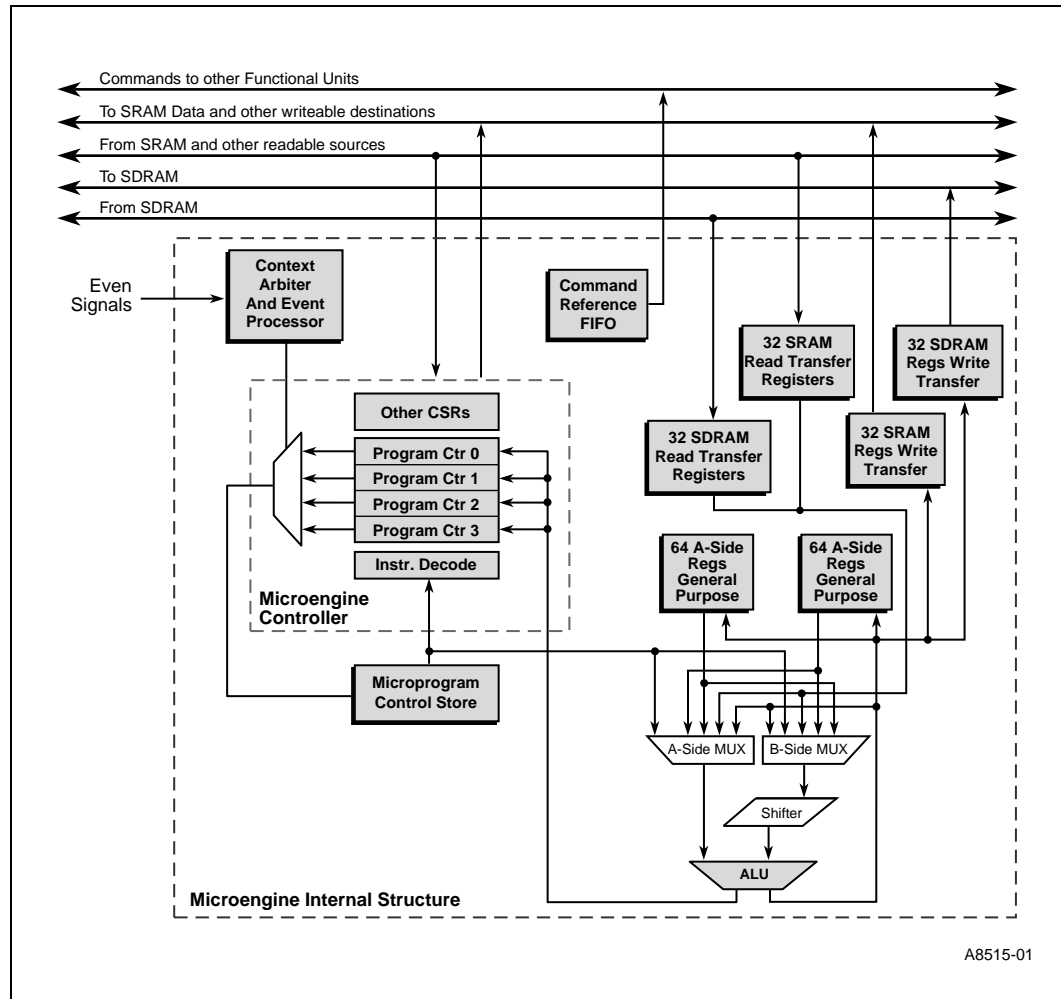 Commands to other Functional Units
To SRAM Data and other writeable destinations
From SRAM and other readable sources
To SDRAM
From SDRAM
Even
Signals
Context
Arbiter
And Event
Processor
Command
Reference
FIFO
32 SRAM
Read Transfer
Registers
32 SDRAM
Regs Write
Transfer
Other CSRs
32 SDRAM
Read Transfer
Registers
32 SRAM
Regs Write
Transfer
Program Ctr 0
Program Ctr 1
Program Ctr 2
Program Ctr 3
Instr. Decode
Microengine
Controller
64 A-Side
Regs
General
Purpose
64 A-Side
Regs
General
Purpose
Microprogram
Control Store
A-Side MUX
B-Side MUX
Shifter
ALU
Microengine Internal Structure
A8515-01